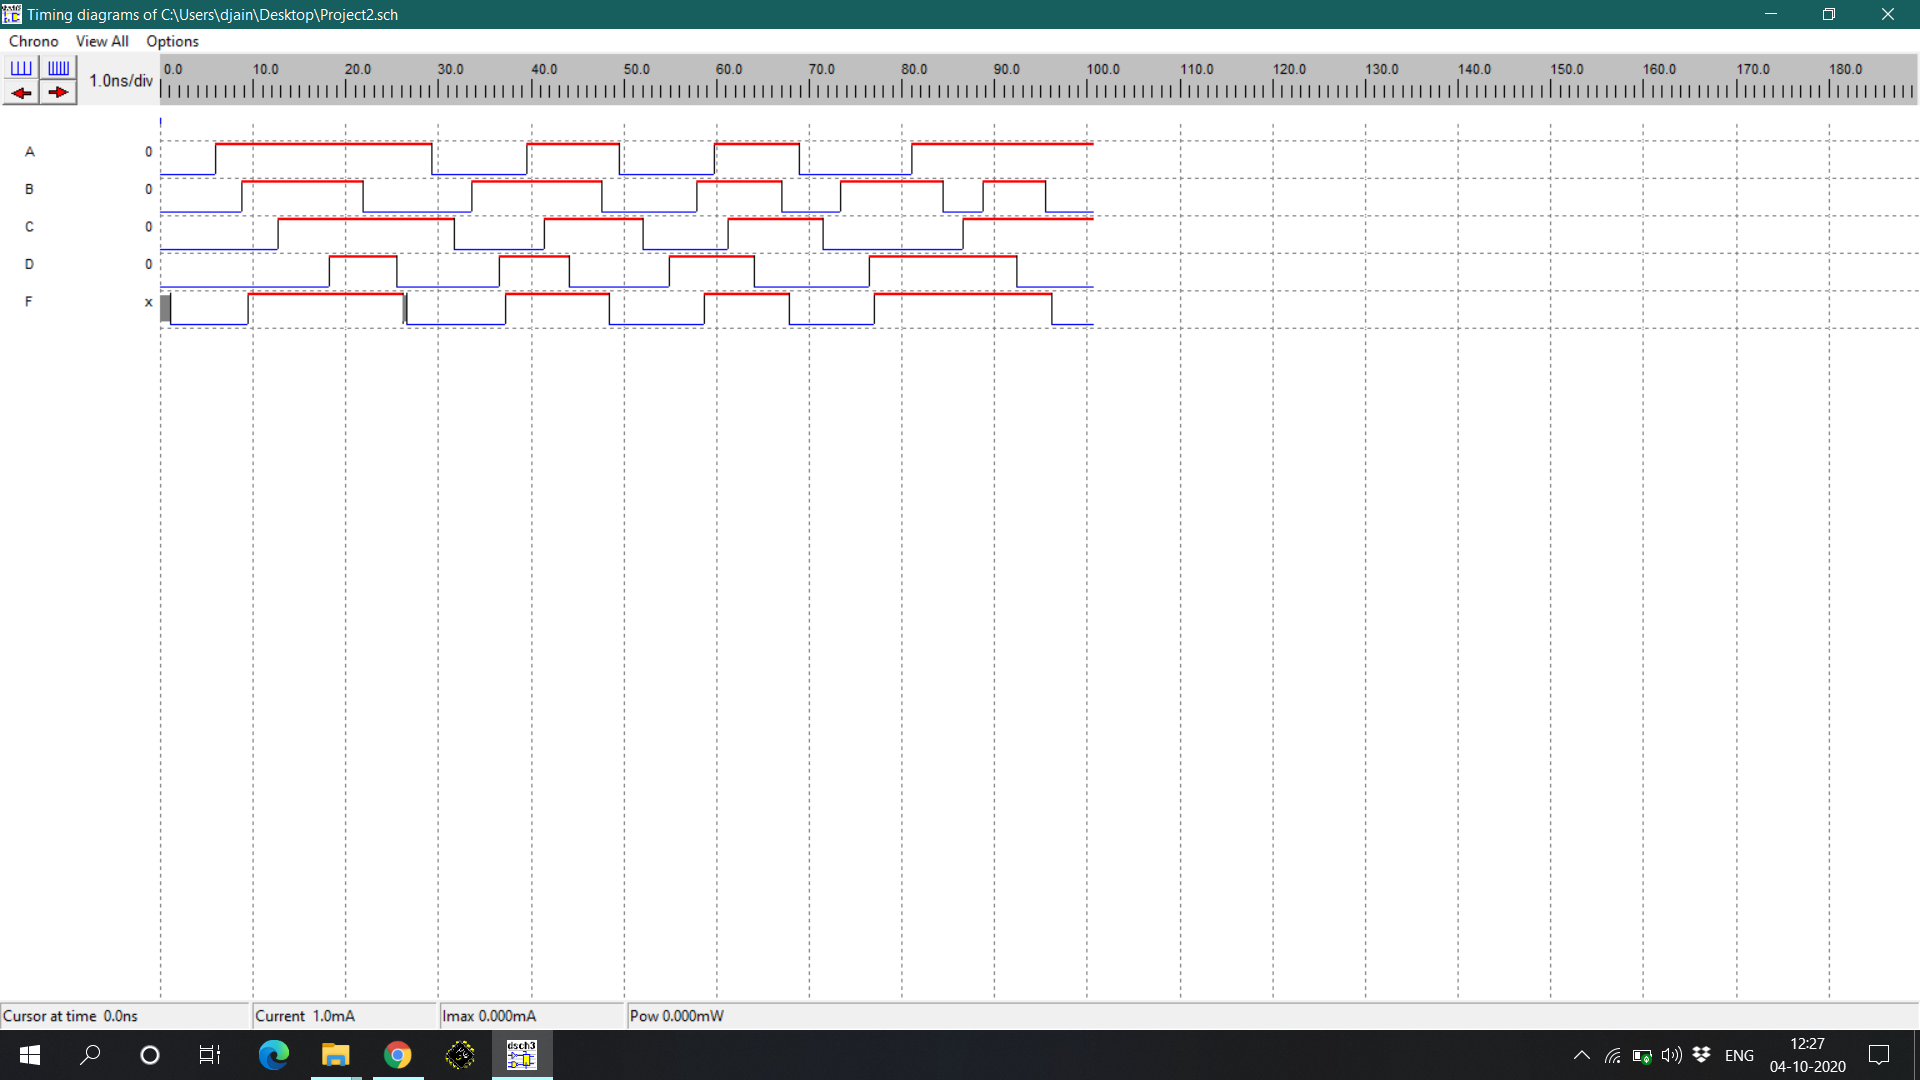 Timing diagrams of C:\Users\djain\Desktop\Project2.sch
Chrono View All Options
1.0ns/div
0.0 10.0 20.0 30.0 40.0 50.0 60.0 70.0 80.0 90.0 100.0 110.0 120.0 130.0 140.0 150.0 160.0 170.0 180.0
A 0
B 0
C 0
D 0
F x
Cursor at time 0.0ns Current 1.0mA Imax 0.000mA Pow 0.000mW
dsch3
ENG
12:27
04-10-2020